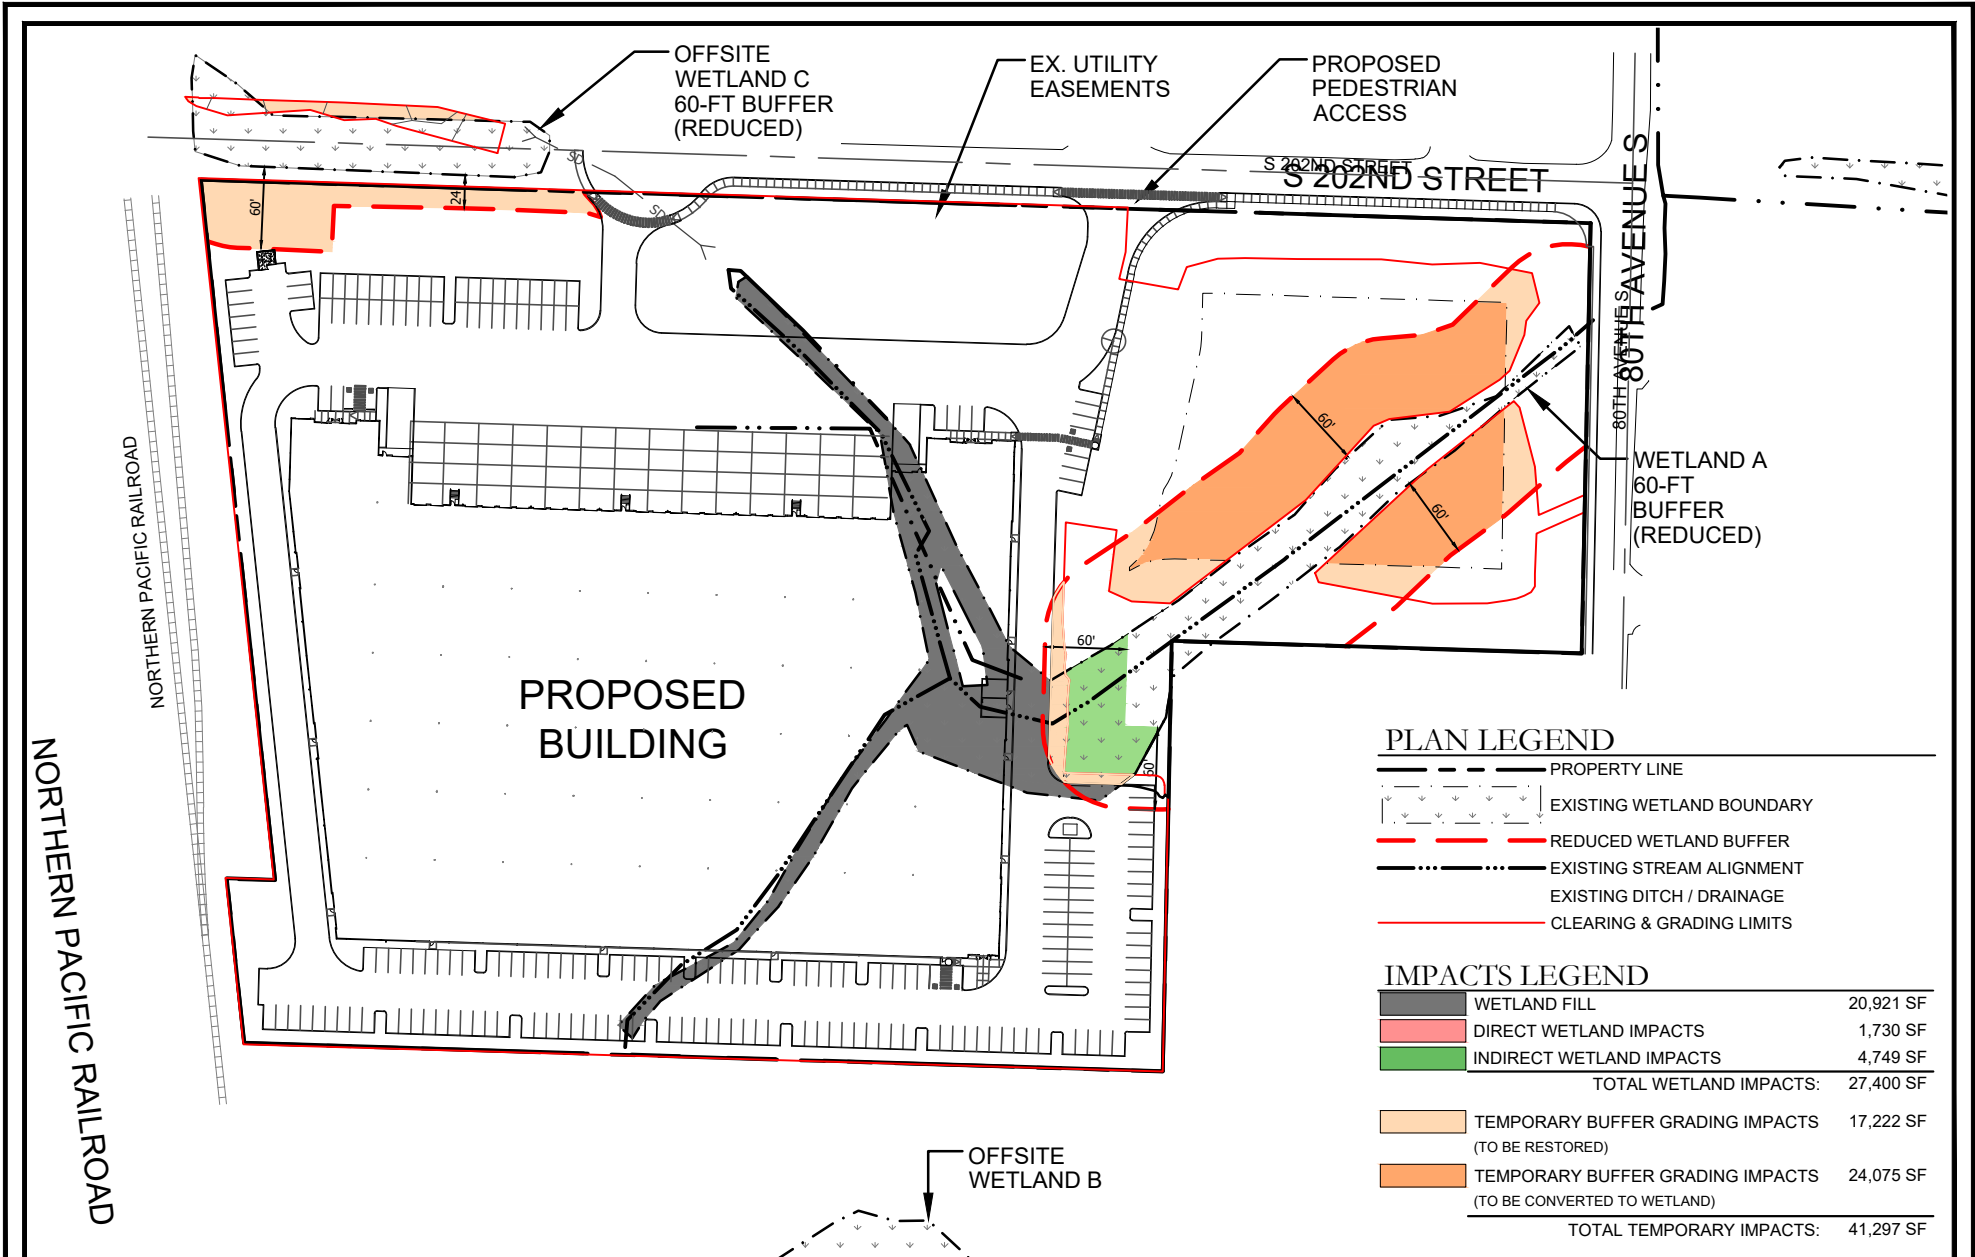 OFFSITE
WETLAND C
60-FT BUFFER
(REDUCED)
EX. UTILITY
EASEMENTS
PROPOSED
PEDESTRIAN
ACCESS
S 202ND STREET
S 202ND STREET
80TH AVENUES
80TH AVENUE S
SD
SD
60'
24'
60'
60'
60'
60'
WETLAND A
60-FT
BUFFER
(REDUCED)
NORTHERN PACIFIC RAILROAD
NORTHERN PACIFIC RAILROAD
PROPOSED
BUILDING
OFFSITE
WETLAND B
PLAN LEGEND
PROPERTY LINE
EXISTING WETLAND BOUNDARY
REDUCED WETLAND BUFFER
EXISTING STREAM ALIGNMENT
EXISTING DITCH / DRAINAGE
CLEARING & GRADING LIMITS
IMPACTS LEGEND
WETLAND FILL 20,921 SF
DIRECT WETLAND IMPACTS 1,730 SF
INDIRECT WETLAND IMPACTS 4,749 SF
TOTAL WETLAND IMPACTS: 27,400 SF
TEMPORARY BUFFER GRADING IMPACTS 17,222 SF
(TO BE RESTORED)
TEMPORARY BUFFER GRADING IMPACTS 24,075 SF
(TO BE CONVERTED TO WETLAND)
TOTAL TEMPORARY IMPACTS: 41,297 SF